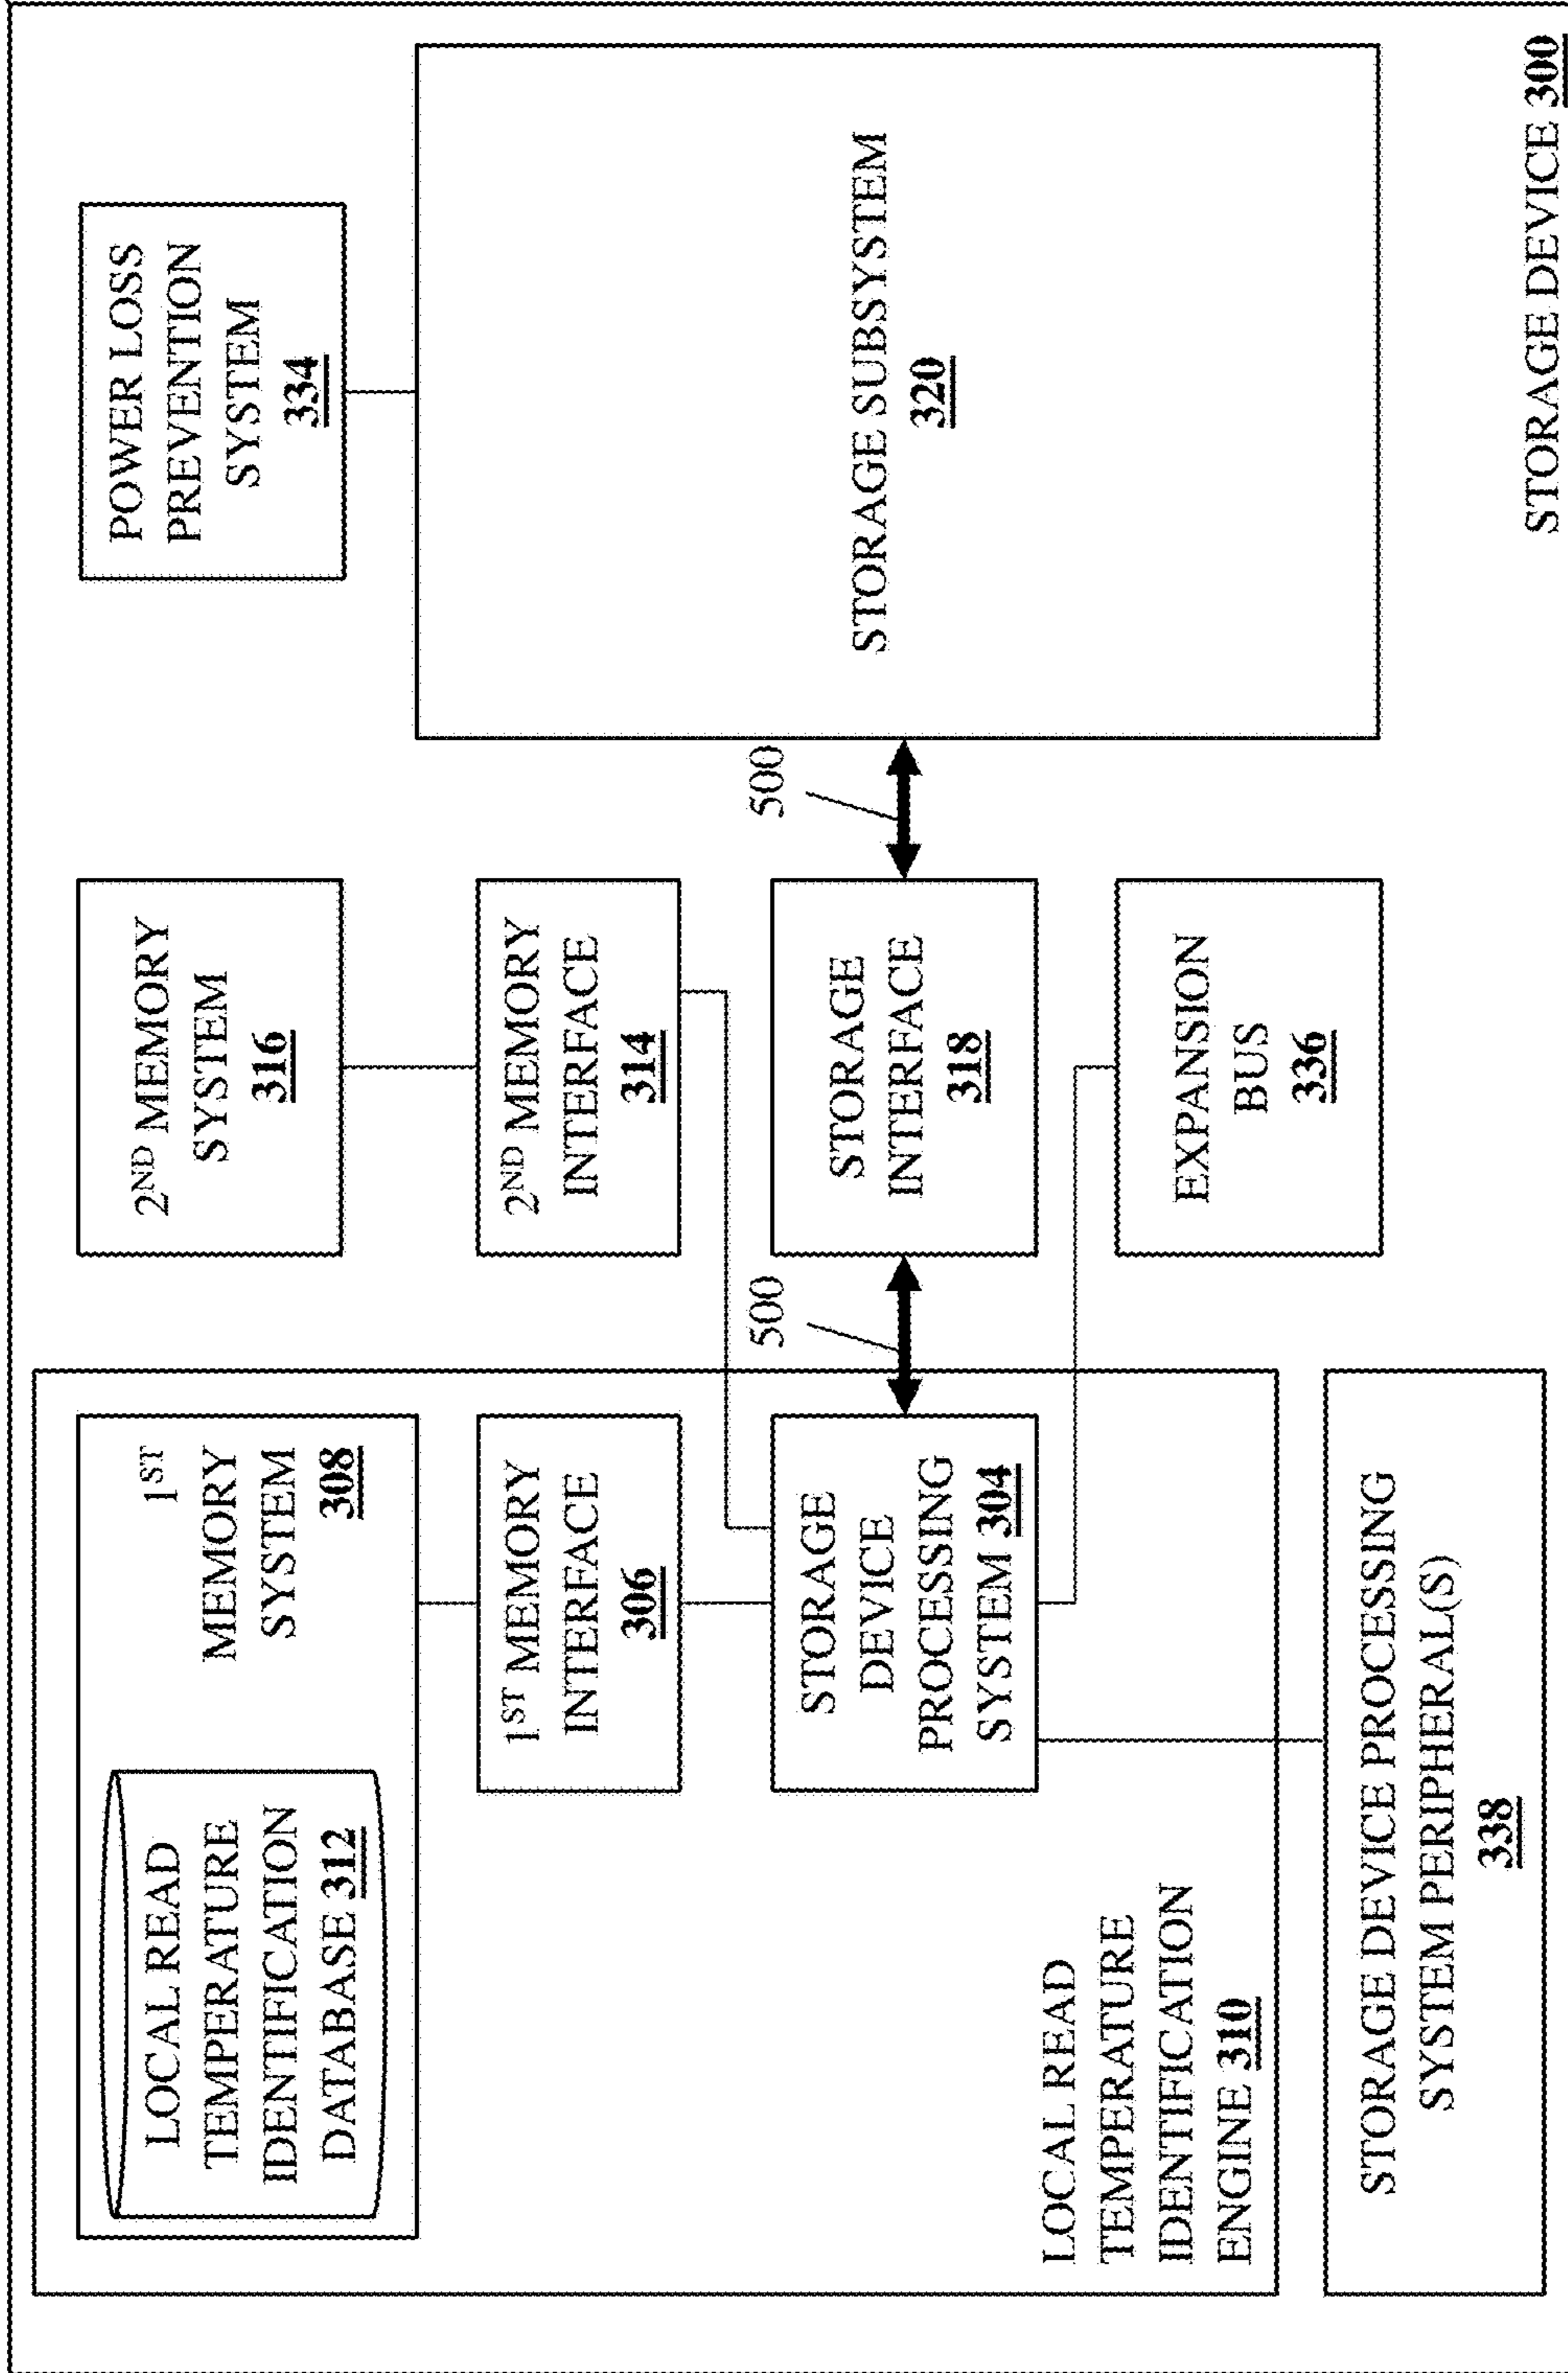 LOCAL READ
TEMPERATURE
IDENTIFICATION
DATABASE 312
1ST
MEMORY
SYSTEM
308
1ST MEMORY
INTERFACE
306
STORAGE
DEVICE
PROCESSING
SYSTEM 304
LOCAL READ
TEMPERATURE
IDENTIFICATION
ENGINE 310
STORAGE DEVICE PROCESSING
SYSTEM PERIPHERAL(S)
338
2ND MEMORY
SYSTEM
316
2ND MEMORY
INTERFACE
314
500
STORAGE
INTERFACE
318
500
EXPANSION
BUS
336
POWER LOSS
PREVENTION
SYSTEM
334
STORAGE SUBSYSTEM
320
STORAGE DEVICE 300